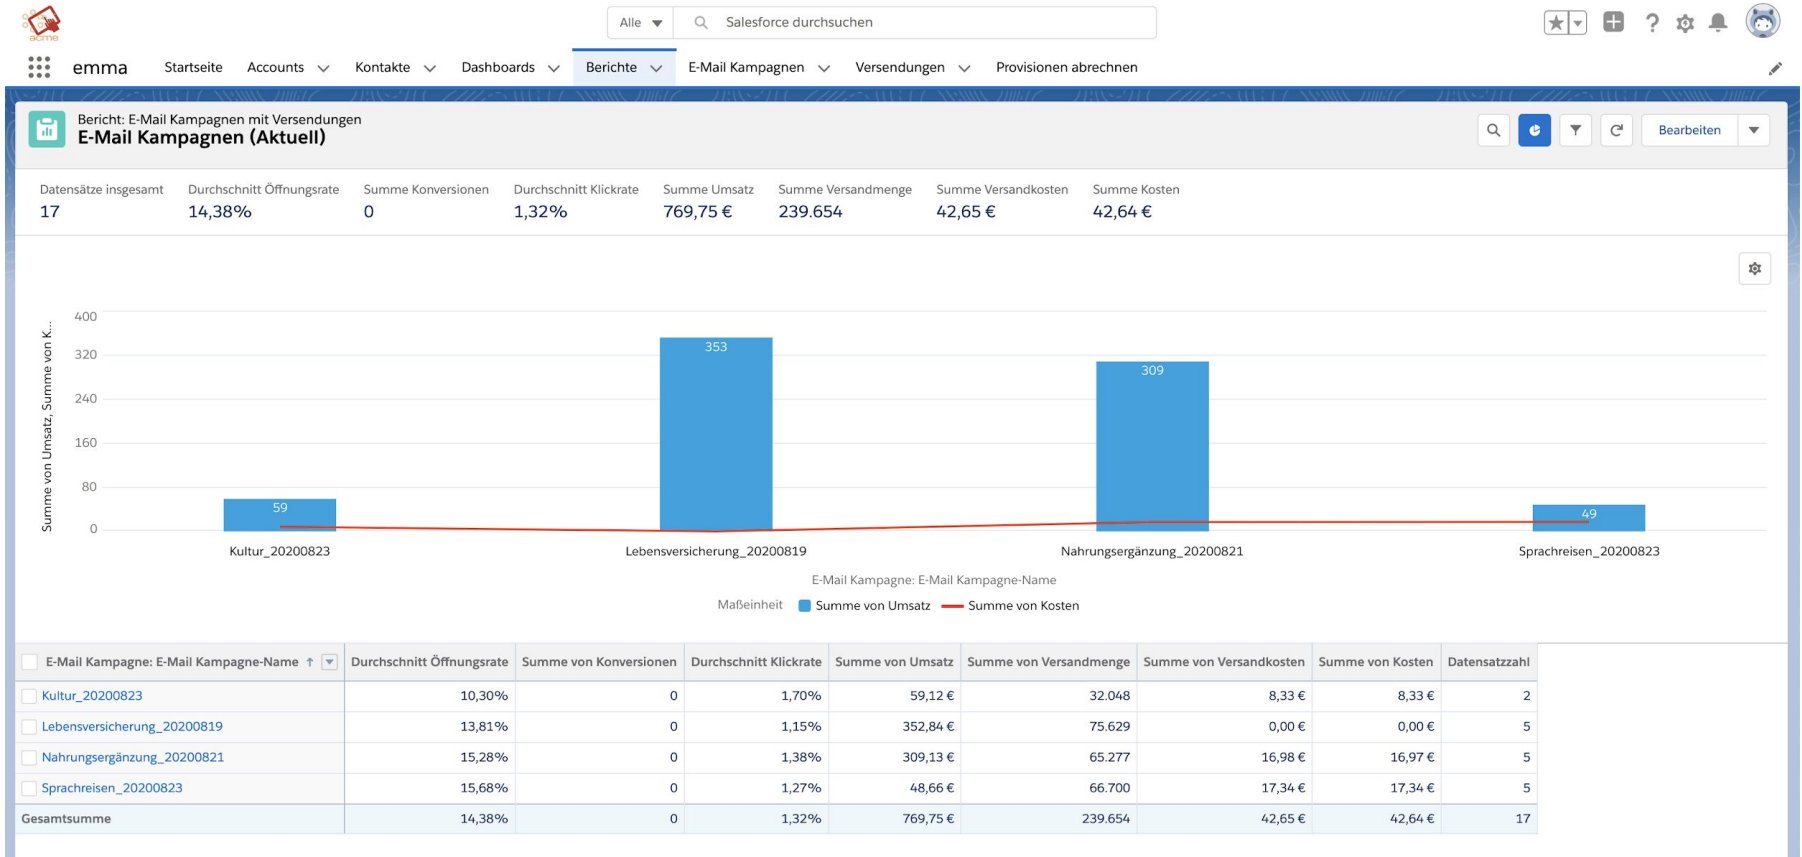 acme
Alle
Salesforce durchsuchen
emma
Startseite
Accounts
Kontakte
Dashboards
Berichte
E-Mail Kampagnen
Versendungen
Provisionen abrechnen
Bericht: E-Mail Kampagnen mit Versendungen
E-Mail Kampagnen (Aktuell)
Bearbeiten
Datensätze insgesamt Durchschnitt Öffnungsrate Summe Konversionen Durchschnitt Klickrate Summe Umsatz Summe Versandmenge Summe Versandkosten Summe Kosten
17 14,38% 0 1,32% 769,75 € 239.654 42,65 € 42,64 €
Summe von Umsatz, Summe von K...
400
320
240
160
80
0
59
353
309
49
Kultur_20200823 Lebensversicherung_20200819 Nahrungsergänzung_20200821 Sprachreisen_20200823
E-Mail Kampagne: E-Mail Kampagne-Name
Maßeinheit Summe von Umsatz Summe von Kosten
E-Mail Kampagne: E-Mail Kampagne-Name ↑ Durchschnitt Öffnungsrate Summe von Konversionen Durchschnitt Klickrate Summe von Umsatz Summe von Versandmenge Summe von Versandkosten Summe von Kosten Datensatzzahl
Kultur_20200823 10,30% 0 1,70% 59,12 € 32.048 8,33 € 8,33 € 2
Lebensversicherung_20200819 13,81% 0 1,15% 352,84 € 75.629 0,00 € 0,00 € 5
Nahrungsergänzung_20200821 15,28% 0 1,38% 309,13 € 65.277 16,98 € 16,97 € 5
Sprachreisen_20200823 15,68% 0 1,27% 48,66 € 66.700 17,34 € 17,34 € 5
Gesamtsumme 14,38% 0 1,32% 769,75 € 239.654 42,65 € 42,64 € 17